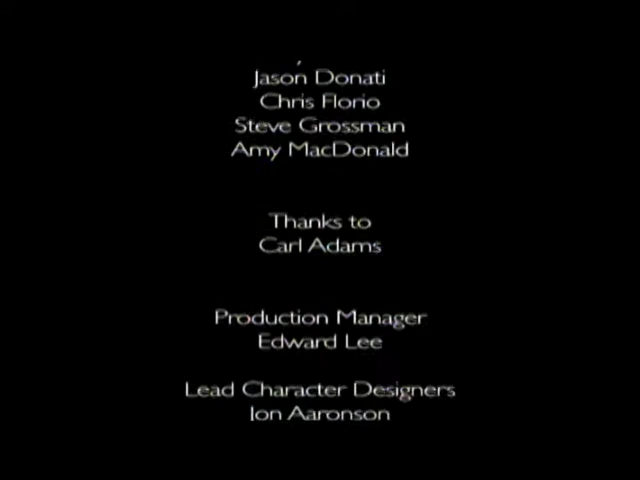 Jason Donati
Chris Florio
Steve Grossman
Amy MacDonald
Thanks to
Carl Adams
Production Manager
Edward Lee
Lead Character Designers
Jon Aaronson